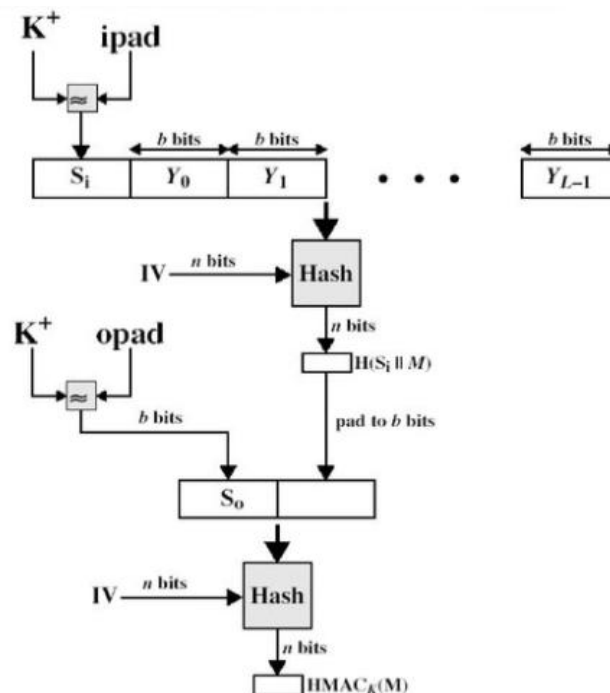 K+ ipad
≈
b bits b bits b bits
Si Y0 Y1 • • • YL–1
IV n bits Hash
n bits
K+ opad
H(Si || M)
≈
b bits pad to b bits
So
IV n bits Hash
n bits
HMACK(M)